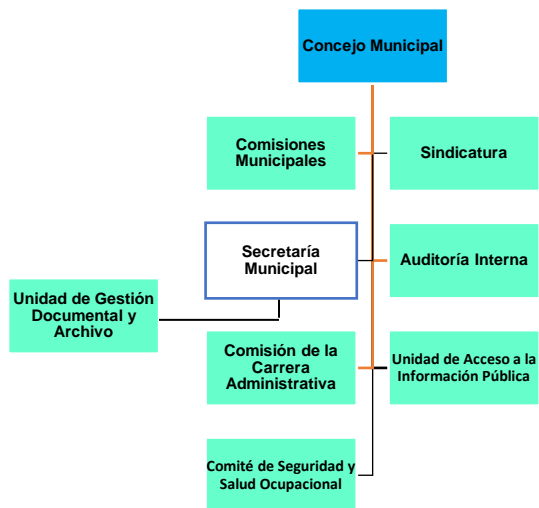 Concejo Municipal
Comisiones
Municipales
Sindicatura
Secretaría
Municipal
Auditoría Interna
Unidad de Gestión
Documental y
Archivo
Comisión de la
Carrera
Administrativa
Unidad de Acceso a la
Información Pública
Comité de Seguridad y
Salud Ocupacional